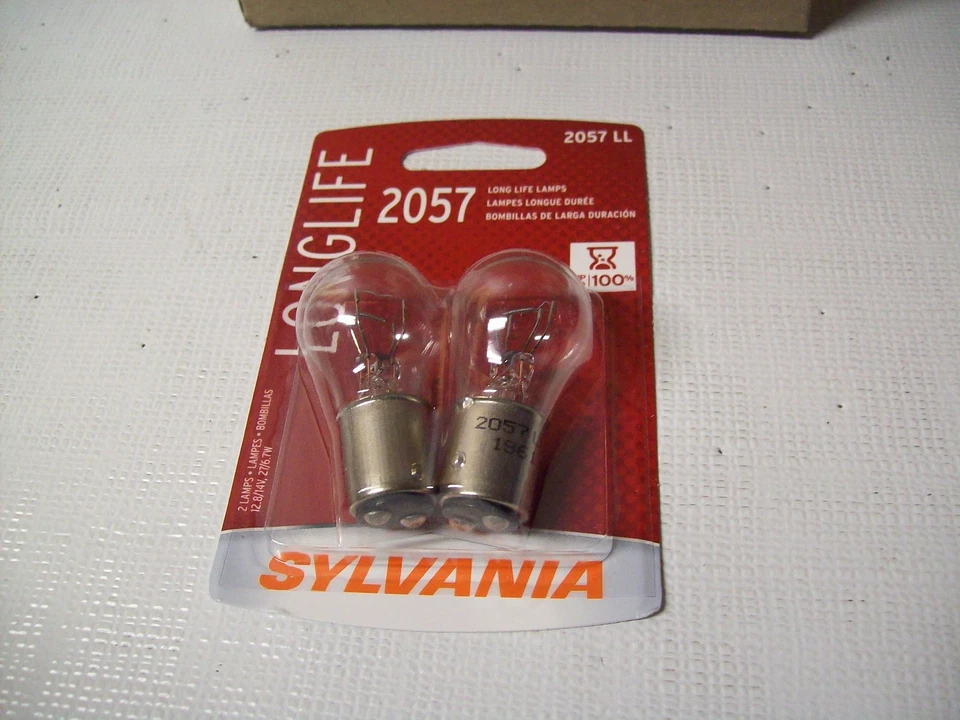 2057 LL
LONGLIFE
2057
LONG LIFE LAMPS
LAMPES LONGUE DURÉE
BOMBILLAS DE LARGA DURACIÓN
100%
2057
2 LAMPS • LAMPES • BOMBILLAS
12.8/14V, 27/6.7W
SYLVANIA